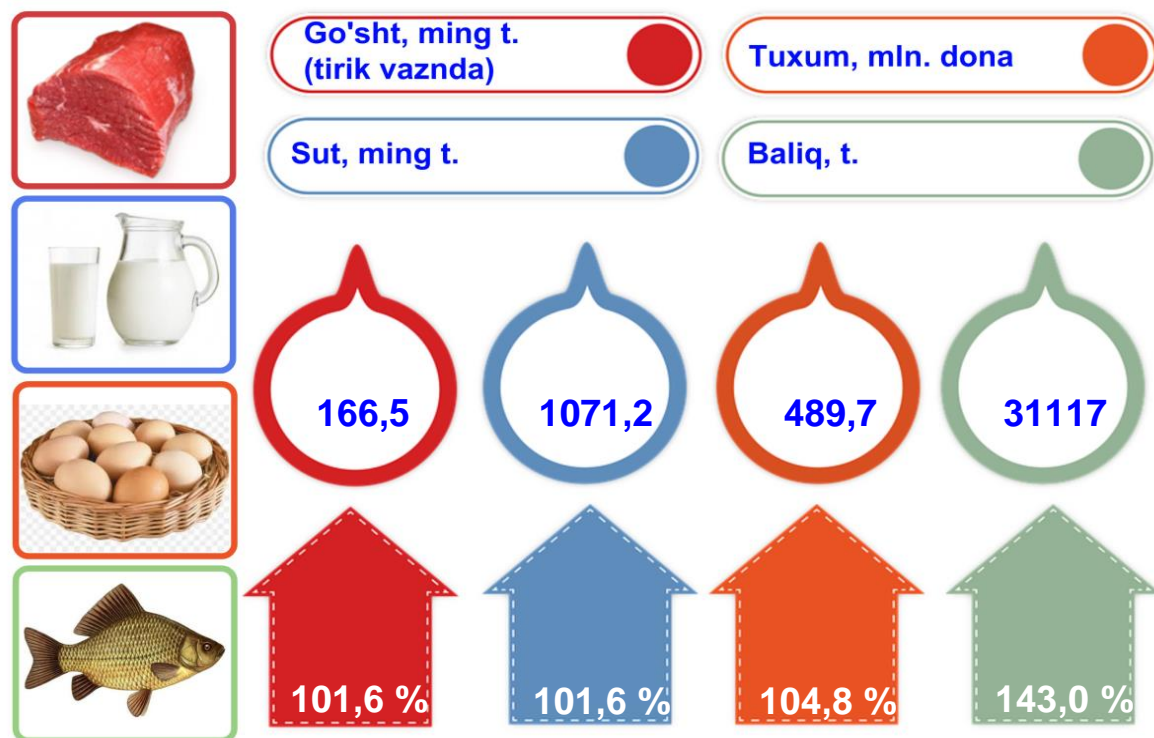 Go'sht, ming t.
(tirik vaznda)
Tuxum, mln. dona
Sut, ming t.
Baliq, t.
166,5
1071,2
489,7
31117
101,6 %
101,6 %
104,8 %
143,0 %